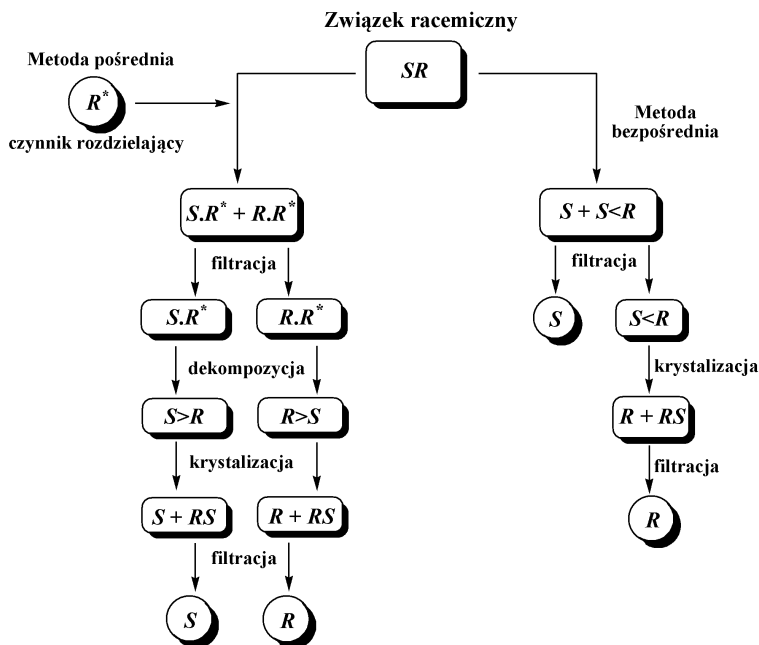 Związek racemiczny
SR
Metoda pośrednia
R*
czynnik rozdzielający
Metoda
bezpośrednia
S.R* + R.R*
S + S<R
filtracja
filtracja
S.R*
R.R*
S
S<R
dekompozycja
krystalizacja
S>R
R>S
R + RS
krystalizacja
filtracja
S + RS
R + RS
R
filtracja
S
R